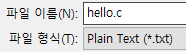 파일 이름(N): hello.c
파일 형식(T): Plain Text (*.txt)